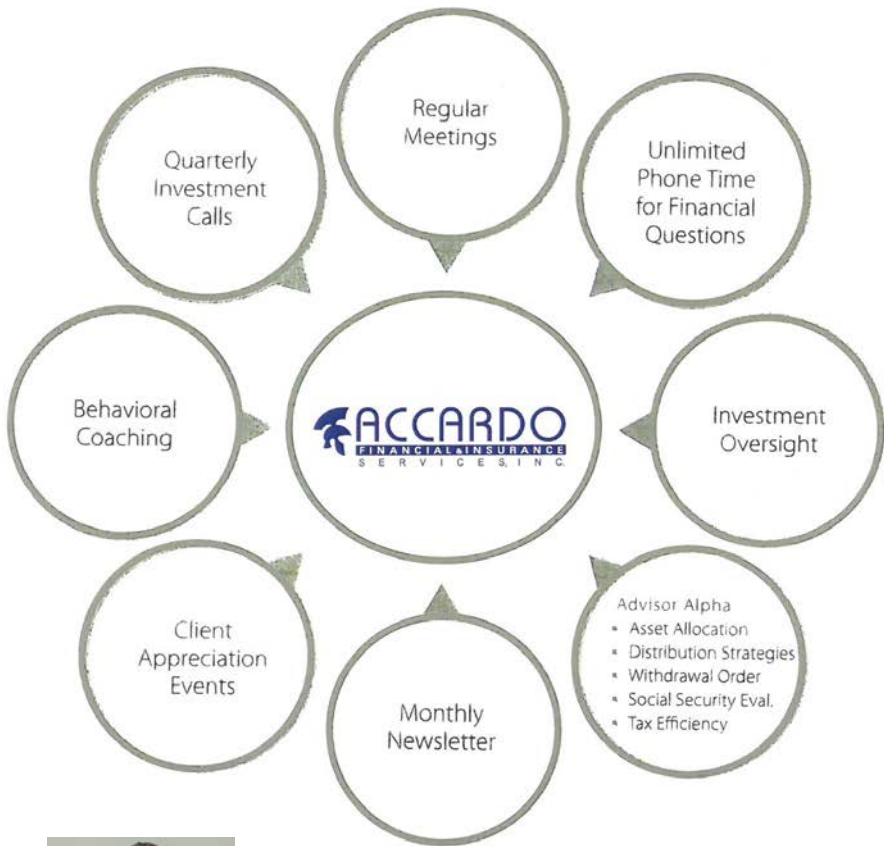 Regular
Meetings
Unlimited
Phone Time
for Financial
Questions
Investment
Oversight
Advisor Alpha
▪ Asset Allocation
▪ Distribution Strategies
▪ Withdrawal Order
▪ Social Security Eval.
▪ Tax Efficiency
Monthly
Newsletter
Client
Appreciation
Events
Behavioral
Coaching
Quarterly
Investment
Calls
ACCARDO
FINANCIAL & INSURANCE
SERVICES, INC.